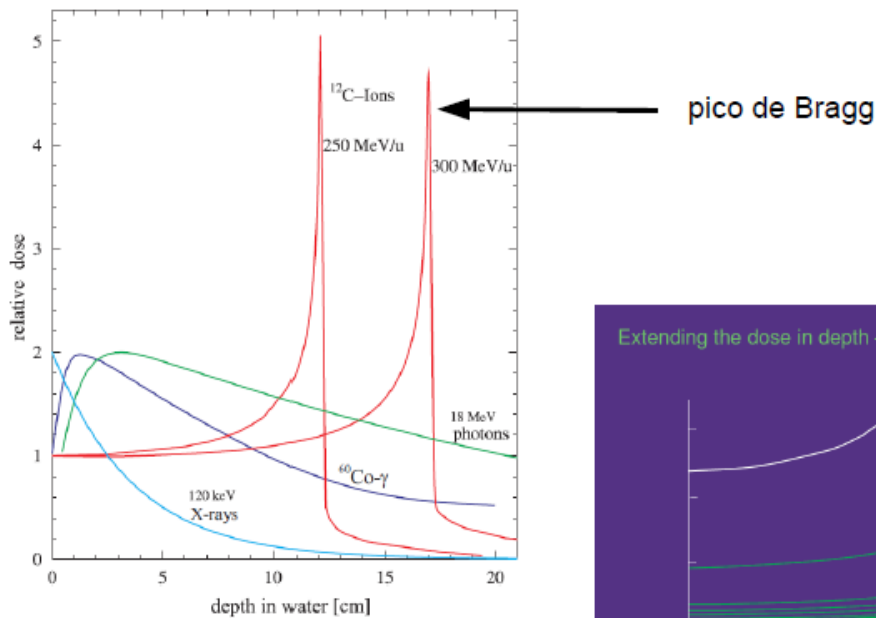 5
4
3
2
1
0
relative dose
¹²C–Ions
250 MeV/u
300 MeV/u
18 MeV
photons
⁶⁰Co-γ
120 keV
X-rays
0
5
10
15
20
depth in water [cm]
pico de Bragg
Extending the dose in depth